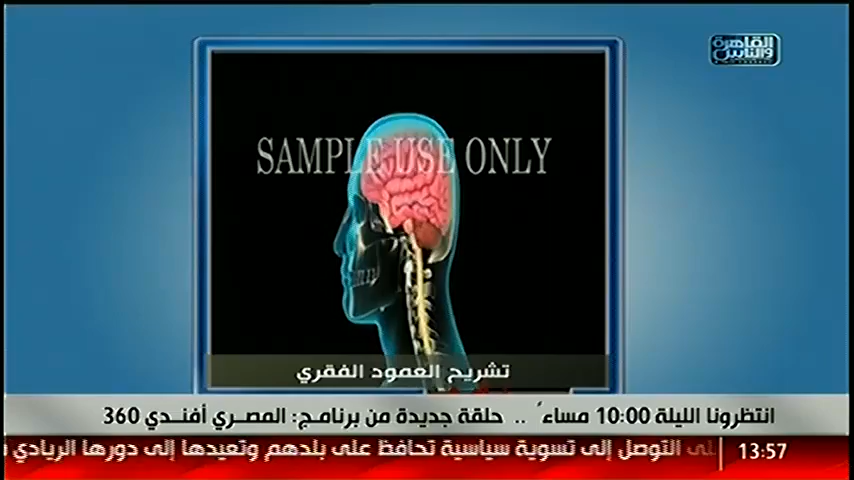 القاهرة
والناس
SAMPLE USE ONLY
تشريح العمود الفقري
انتظرونا الليلة 10:00 مساءً .. حلقة جديدة من برنامج: المصري أفندي 360
التوصل إلى تسوية سياسية تحافظ على بلدهم وتعيدها إلى دورها الريادي
13:57